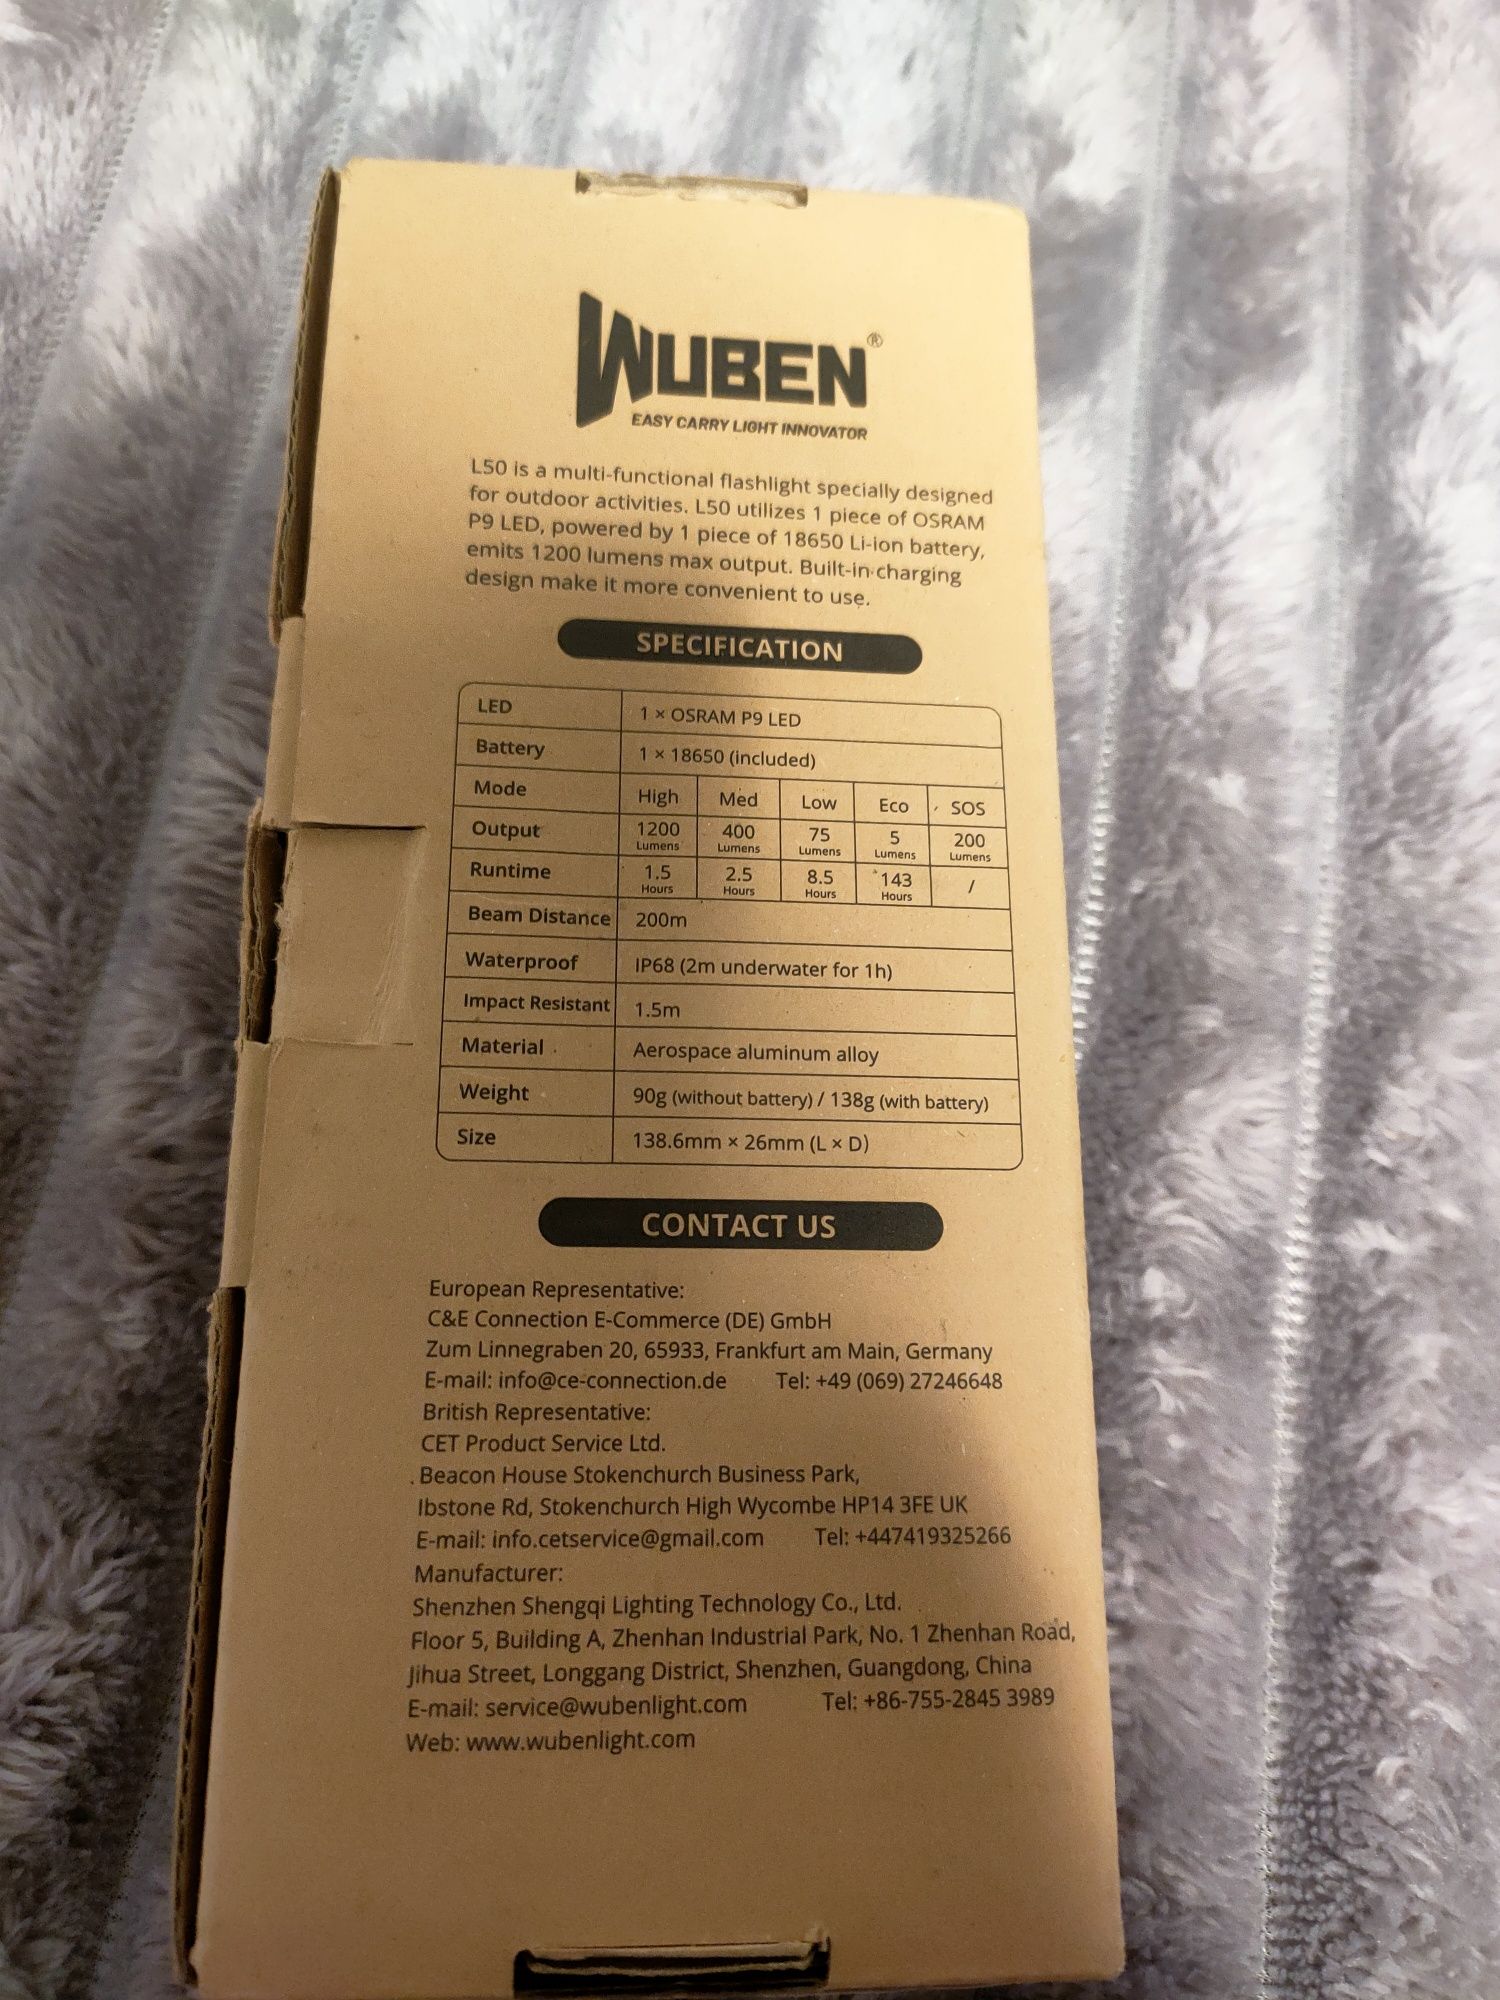 WUBEN®
EASY CARRY LIGHT INNOVATOR
L50 is a multi-functional flashlight specially designed
for outdoor activities. L50 utilizes 1 piece of OSRAM
P9 LED, powered by 1 piece of 18650 Li-ion battery,
emits 1200 lumens max output. Built-in charging
design make it more convenient to use.
SPECIFICATION
LED 1 × OSRAM P9 LED
Battery 1 × 18650 (included)
Mode High Med Low Eco SOS
Output 1200 Lumens 400 Lumens 75 Lumens 5 Lumens 200 Lumens
Runtime 1.5 Hours 2.5 Hours 8.5 Hours 143 Hours /
Beam Distance 200m
Waterproof IP68 (2m underwater for 1h)
Impact Resistant 1.5m
Material Aerospace aluminum alloy
Weight 90g (without battery) / 138g (with battery)
Size 138.6mm × 26mm (L × D)
CONTACT US
European Representative:
C&E Connection E-Commerce (DE) GmbH
Zum Linnegraben 20, 65933, Frankfurt am Main, Germany
E-mail: info@ce-connection.de Tel: +49 (069) 27246648
British Representative:
CET Product Service Ltd.
Beacon House Stokenchurch Business Park,
Ibstone Rd, Stokenchurch High Wycombe HP14 3FE UK
E-mail: info.cetservice@gmail.com Tel: +447419325266
Manufacturer:
Shenzhen Shengqi Lighting Technology Co., Ltd.
Floor 5, Building A, Zhenhan Industrial Park, No. 1 Zhenhan Road,
Jihua Street, Longgang District, Shenzhen, Guangdong, China
E-mail: service@wubenlight.com Tel: +86-755-2845 3989
Web: www.wubenlight.com